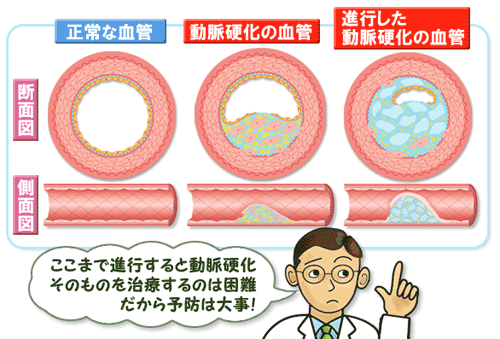 正常な血管
動脈硬化の血管
進行した
動脈硬化の血管
断面図
側面図
ここまで進行すると動脈硬化
そのものを治療するのは困難
だから予防は大事!